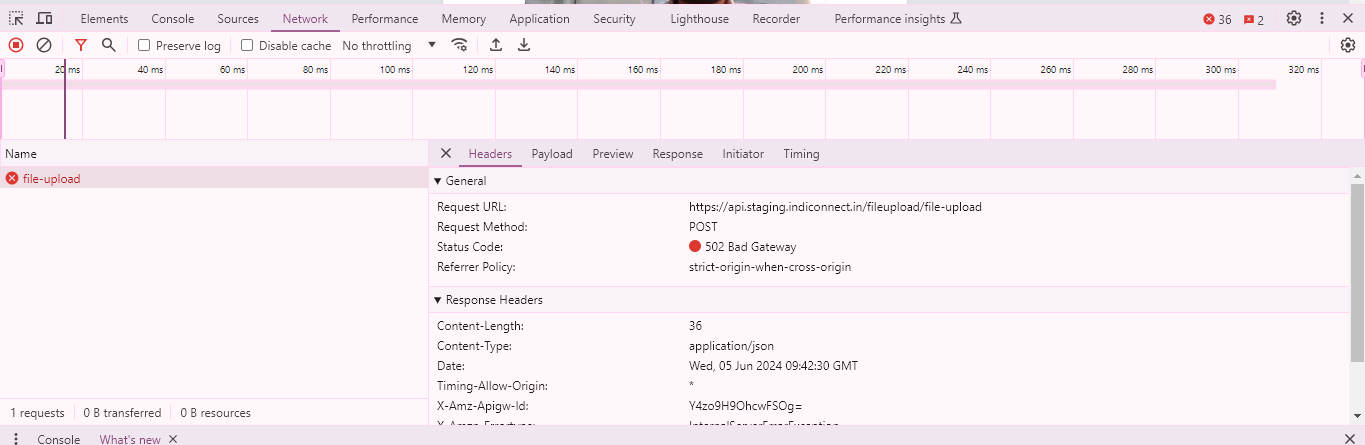 Elements Console Sources Network Performance Memory Application Security Lighthouse Recorder Performance insights 36 2
Preserve log Disable cache No throttling
20 ms 40 ms 60 ms 80 ms 100 ms 120 ms 140 ms 160 ms 180 ms 200 ms 220 ms 240 ms 260 ms 280 ms 300 ms 320 ms
Name
Headers Payload Preview Response Initiator Timing
file-upload
General
Request URL: https://api.staging.indiconnect.in/fileupload/file-upload
Request Method: POST
Status Code: 502 Bad Gateway
Referrer Policy: strict-origin-when-cross-origin
Response Headers
Content-Length: 36
Content-Type: application/json
Date: Wed, 05 Jun 2024 09:42:30 GMT
Timing-Allow-Origin: *
X-Amz-Apigw-Id: Y4zo9H9OhcwFSOg=
X-Amzn-Errortype: InternalServerErrorException
1 requests 0 B transferred 0 B resources
Console What's new